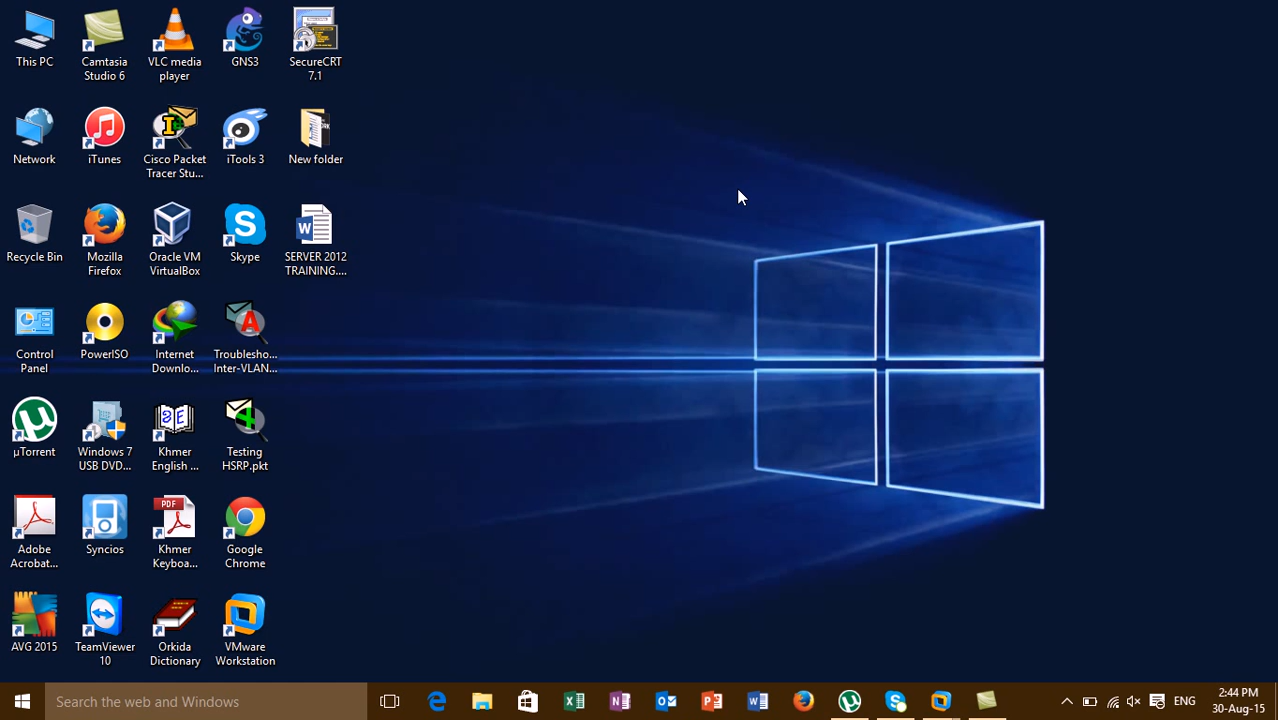 This PC
Camtasia
Studio 6
VLC media
player
GNS3
SecureCRT
7.1
Network
iTunes
Cisco Packet
Tracer Stu...
iTools 3
New folder
Recycle Bin
Mozilla
Firefox
Oracle VM
VirtualBox
Skype
SERVER 2012
TRAINING....
Control
Panel
PowerISO
Internet
Downlo...
Troublesho...
Inter-VLAN...
µTorrent
Windows 7
USB DVD...
Khmer
English ...
Testing
HSRP.pkt
Adobe
Acrobat...
Syncios
PDF
Khmer
Keyboa...
Google
Chrome
AVG 2015
TeamViewer
10
Orkida
Dictionary
VMware
Workstation
Search the web and Windows
ENG
2:44 PM
30-Aug-15